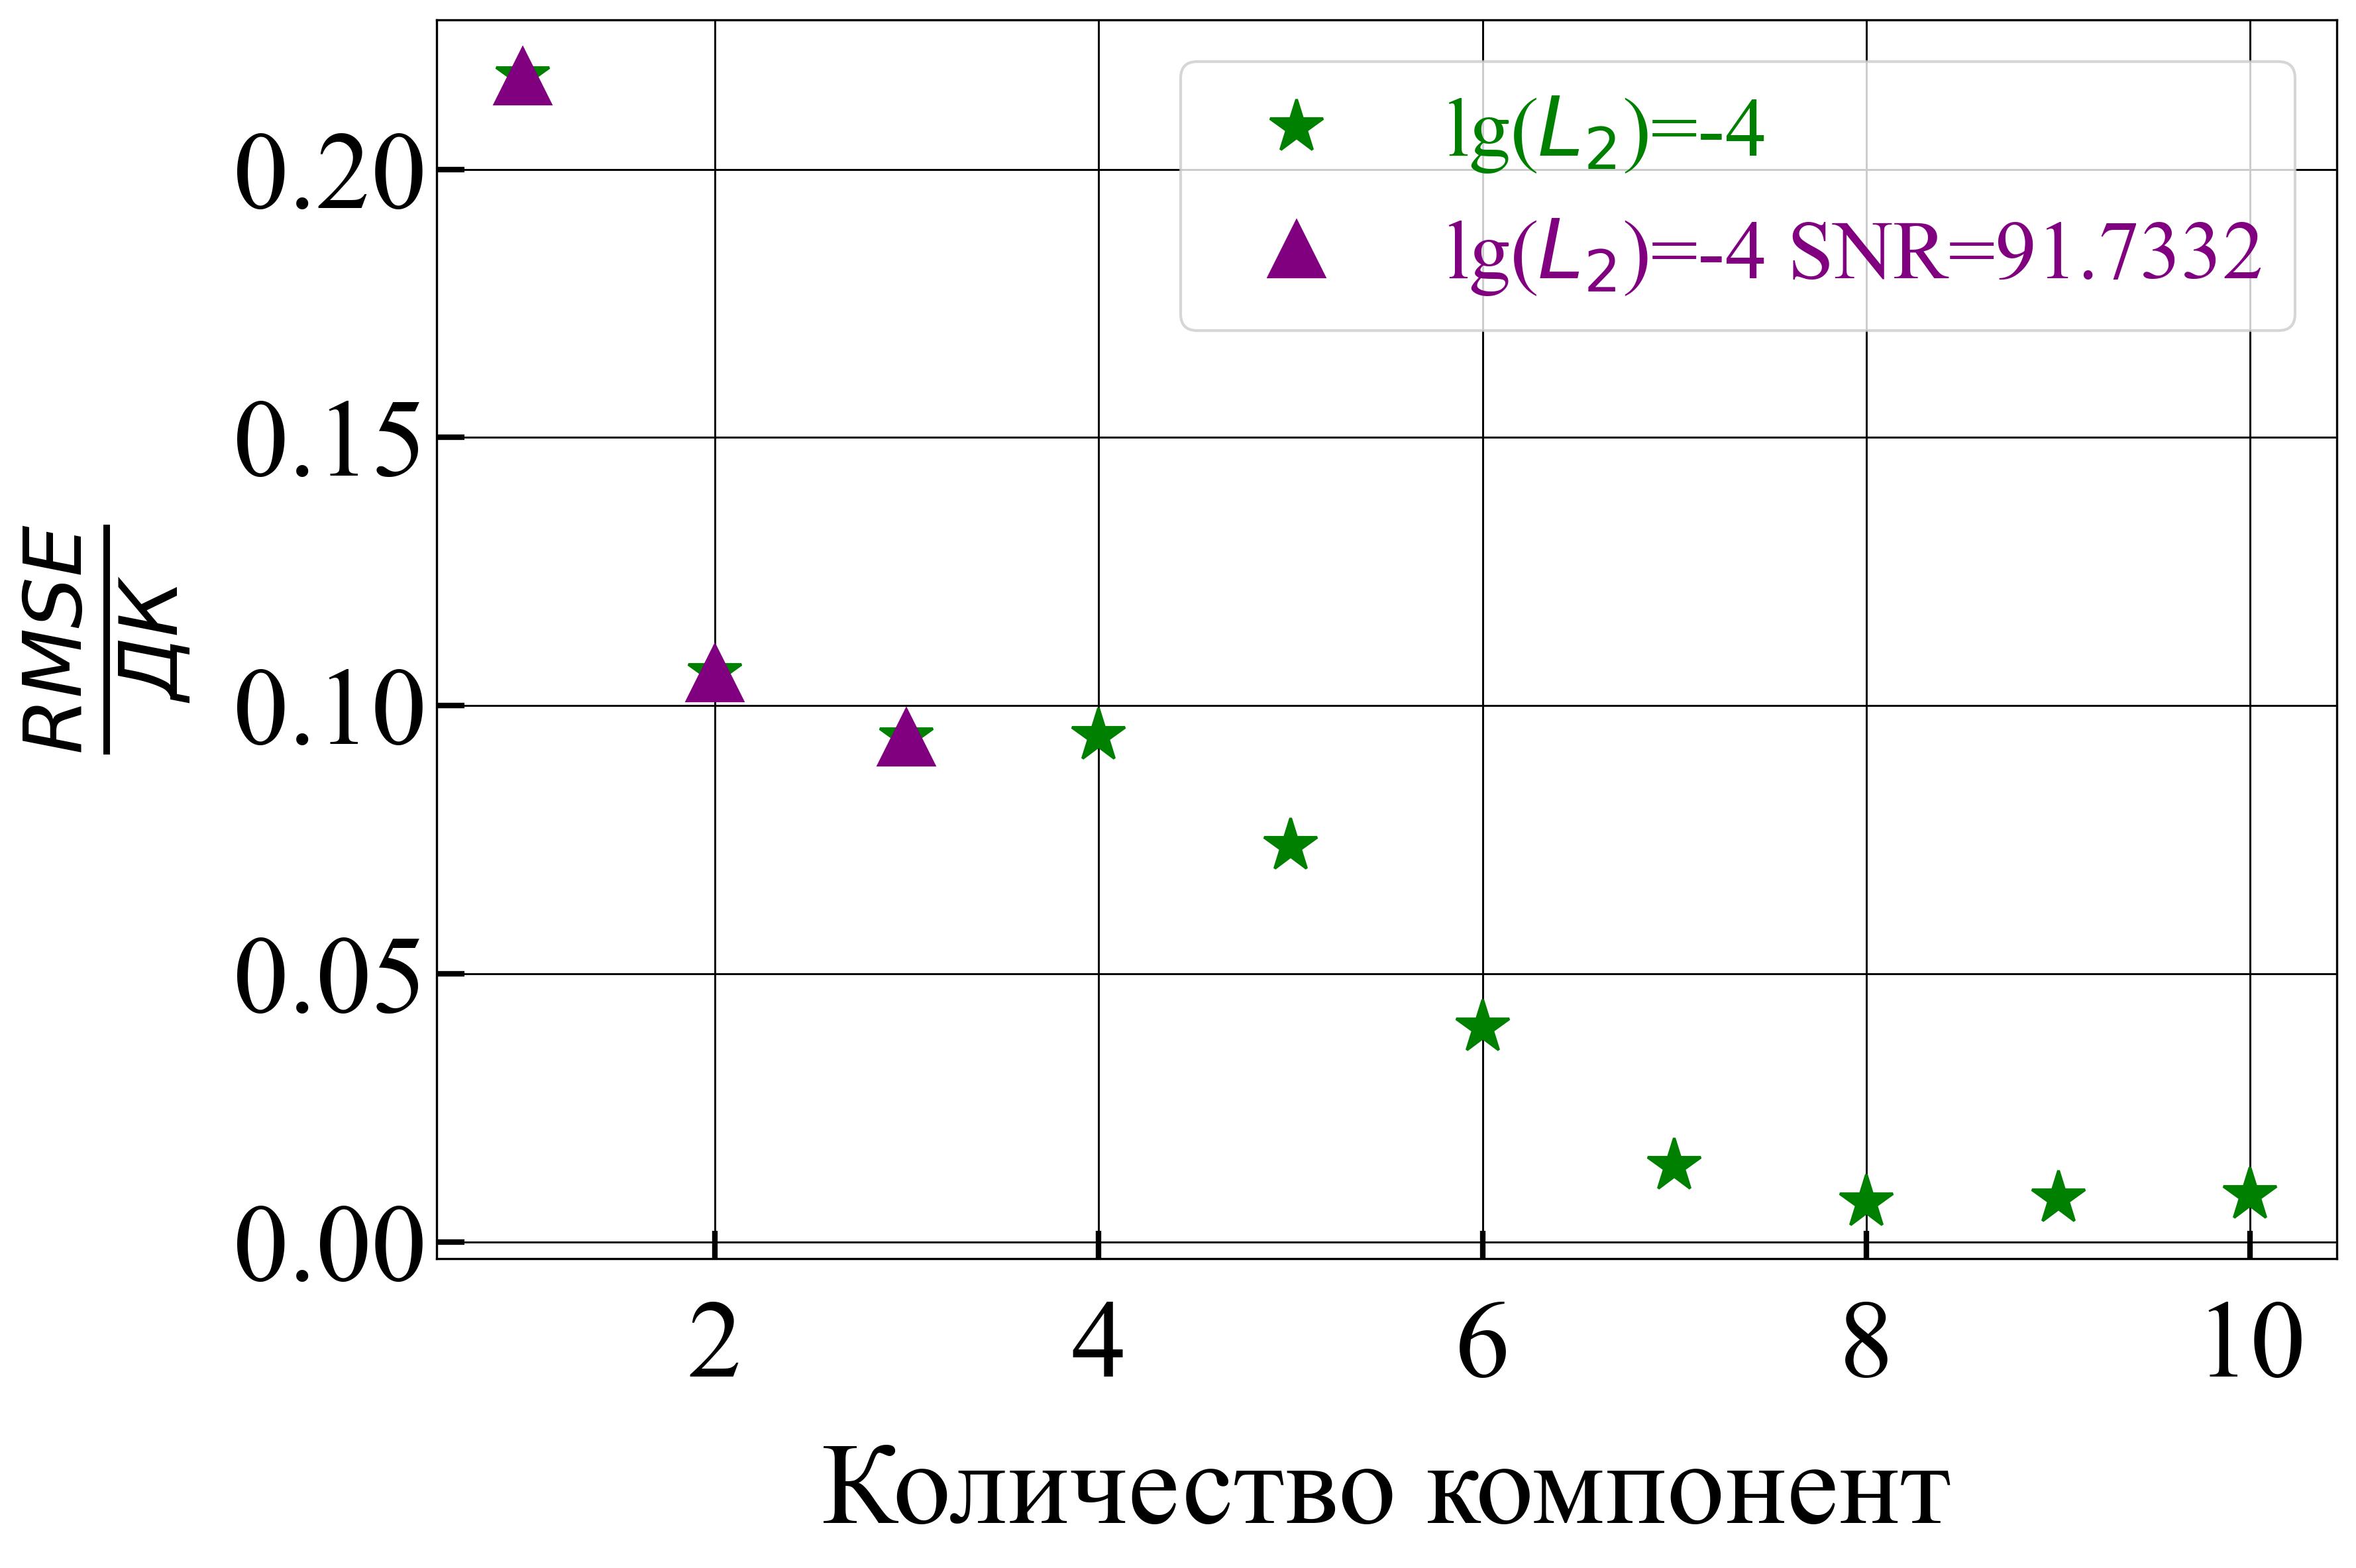 lg(L₂)=-4
lg(L₂)=-4 SNR=91.7332
0.20
0.15
0.10
0.05
0.00
RMSE
ДК
2 4 6 8 10
Количество компонент